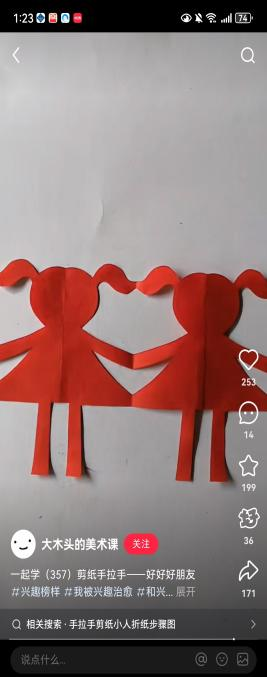 1:23
74
253
14
199
36
171
大木头的美术课 关注
一起学（357）剪纸手拉手——好好好朋友
#兴趣榜样 #我被兴趣治愈 #和兴... 展开
相关搜索 · 手拉手剪纸小人折纸步骤图
说点什么...